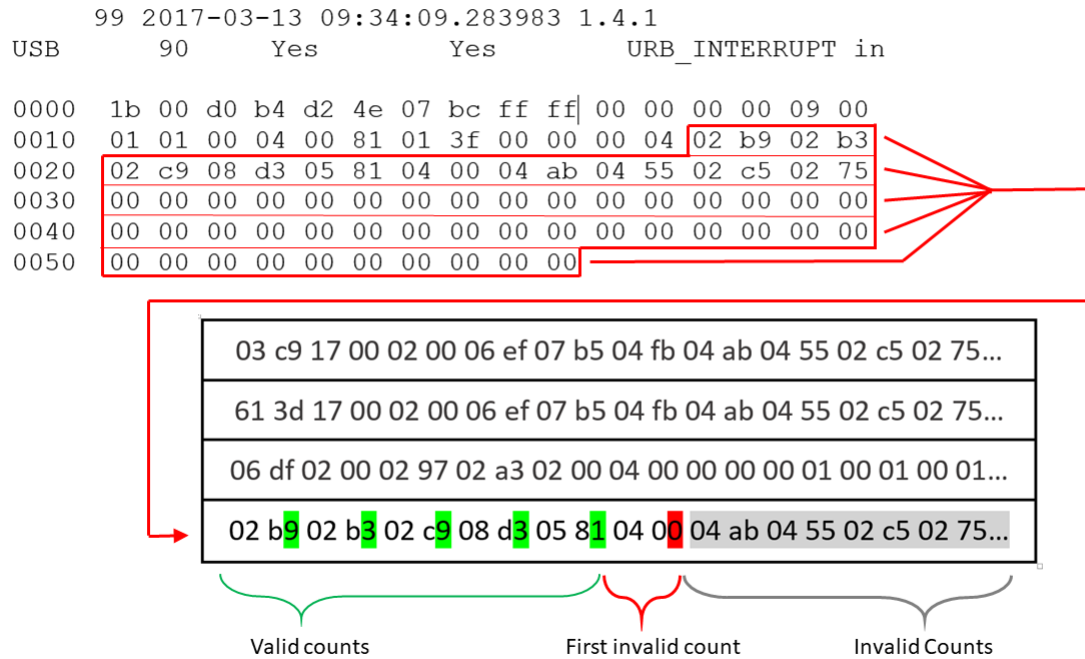 99 2017-03-13 09:34:09.283983 1.4.1
USB 90 Yes Yes URB_INTERRUPT in
0000 1b 00 d0 b4 d2 4e 07 bc ff ff 00 00 00 00 09 00
0010 01 01 00 04 00 81 01 3f 00 00 00 04 02 b9 02 b3
0020 02 c9 08 d3 05 81 04 00 04 ab 04 55 02 c5 02 75
0030 00 00 00 00 00 00 00 00 00 00 00 00 00 00 00 00
0040 00 00 00 00 00 00 00 00 00 00 00 00 00 00 00 00
0050 00 00 00 00 00 00 00 00 00 00
03 c9 17 00 02 00 06 ef 07 b5 04 fb 04 ab 04 55 02 c5 02 75...
61 3d 17 00 02 00 06 ef 07 b5 04 fb 04 ab 04 55 02 c5 02 75...
06 df 02 00 02 97 02 a3 02 00 04 00 00 00 00 01 00 01 00 01...
02 b9 02 b3 02 c9 08 d3 05 81 04 00 04 ab 04 55 02 c5 02 75...
Valid counts First invalid count Invalid Counts